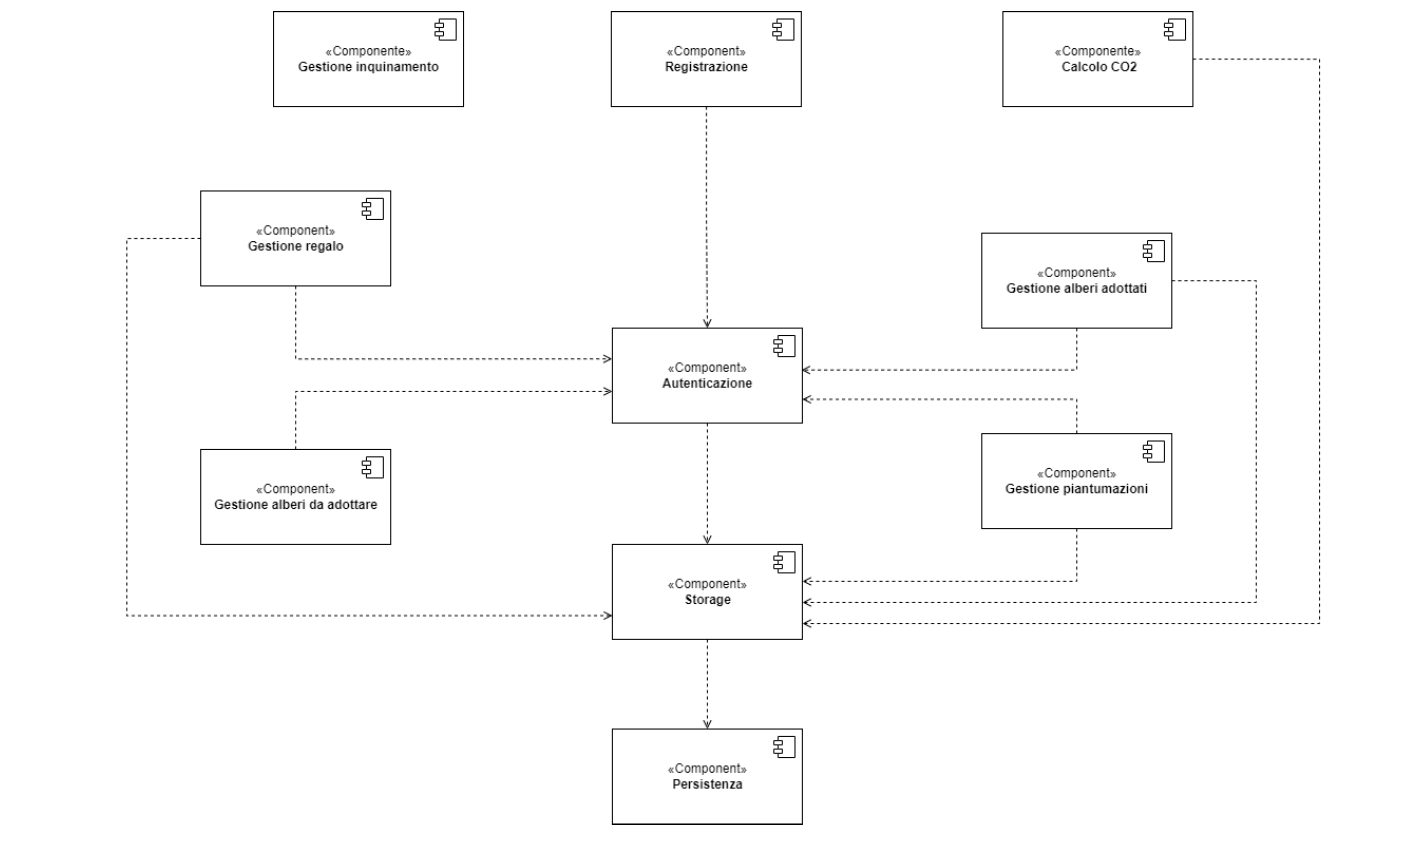 «Componente»
Gestione inquinamento
«Component»
Registrazione
«Componente»
Calcolo CO2
«Component»
Gestione regalo
«Component»
Gestione alberi adottati
«Component»
Autenticazione
«Component»
Gestione alberi da adottare
«Component»
Gestione piantumazioni
«Component»
Storage
«Component»
Persistenza